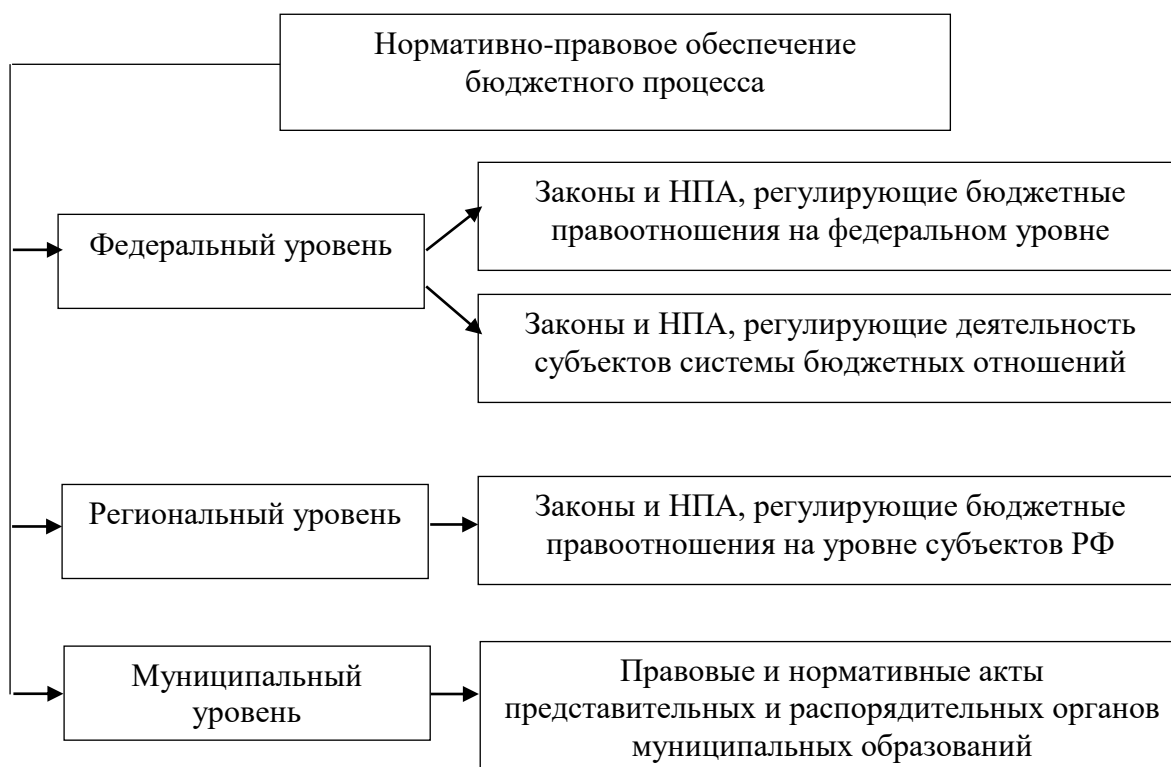 Нормативно-правовое обеспечение
бюджетного процесса
Федеральный уровень
Законы и НПА, регулирующие бюджетные
правоотношения на федеральном уровне
Законы и НПА, регулирующие деятельность
субъектов системы бюджетных отношений
Региональный уровень
Законы и НПА, регулирующие бюджетные
правоотношения на уровне субъектов РФ
Муниципальный
уровень
Правовые и нормативные акты
представительных и распорядительных органов
муниципальных образований